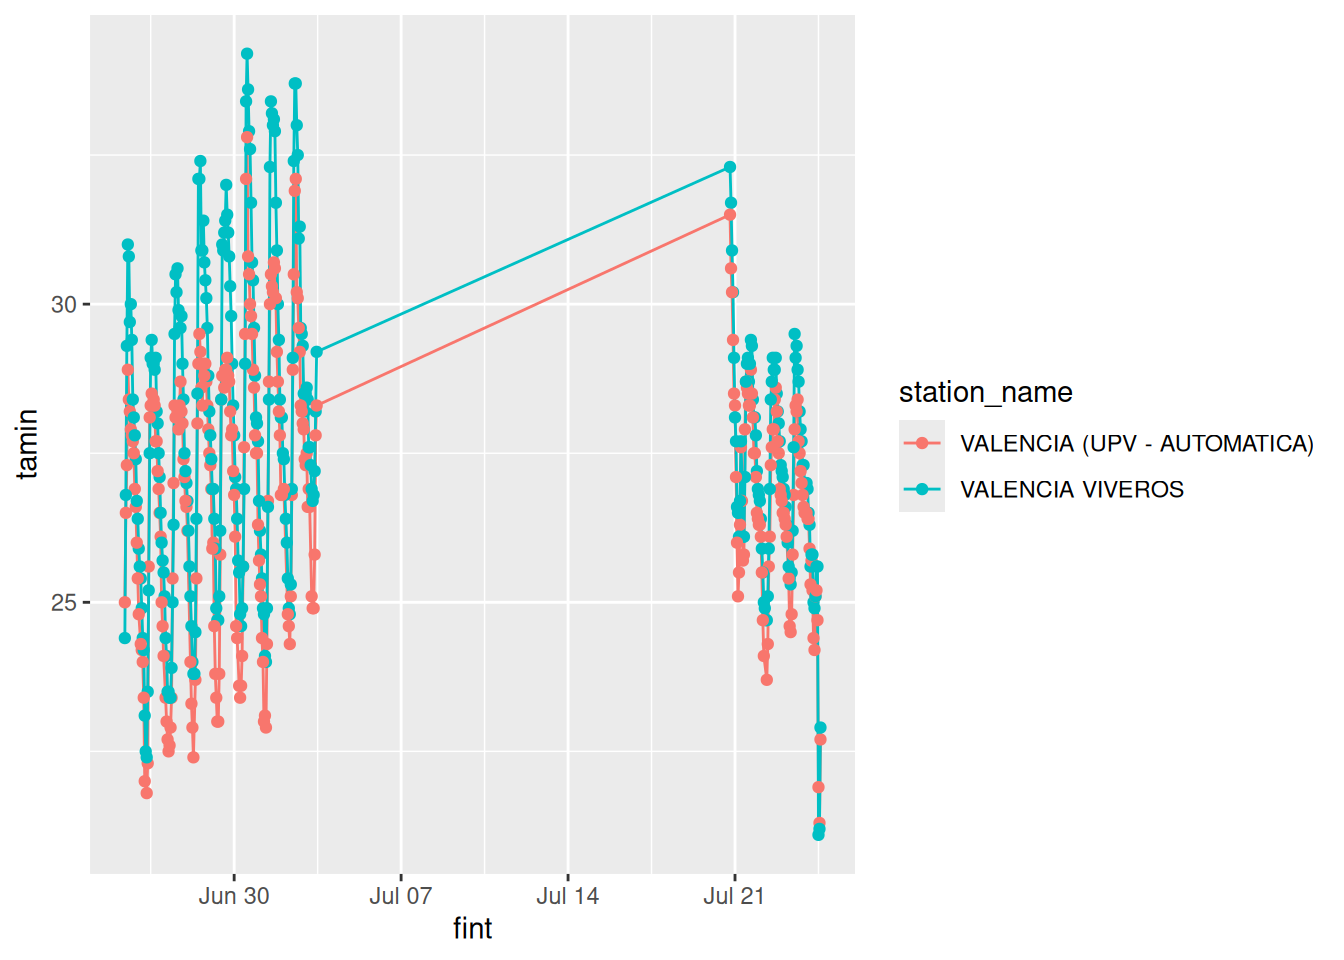 30
25
tamin
Jun 30
Jul 07
Jul 14
Jul 21
fint
station_name
VALENCIA (UPV - AUTOMATICA)
VALENCIA VIVEROS